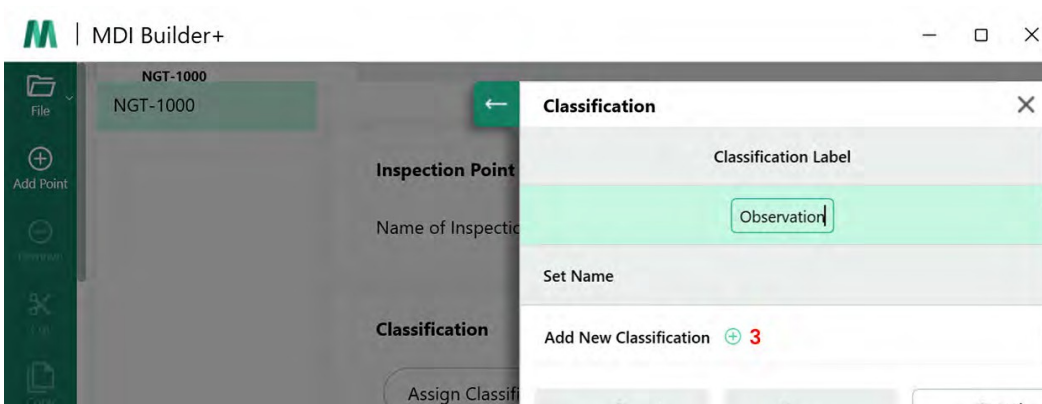 MDI Builder+
NGT-1000
NGT-1000
File
Add Point
Classification
Classification Label
Inspection Point
Observation
Name of Inspectio
Set Name
Classification
Add New Classification 3
Assign Classifi
Copy